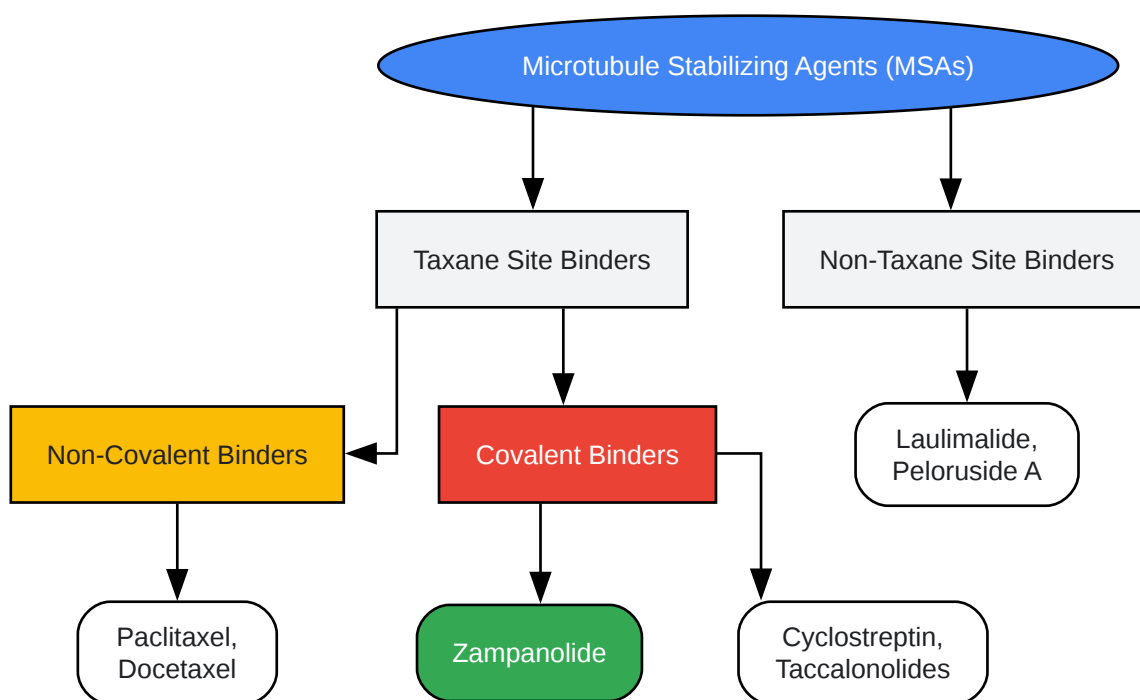 Microtubule Stabilizing Agents (MSAs)
Taxane Site Binders
Non-Taxane Site Binders
Non-Covalent Binders
Covalent Binders
Laulimalide,
Peloruside A
Paclitaxel,
Docetaxel
Zampanolide
Cyclostreptin,
Taccalonolides